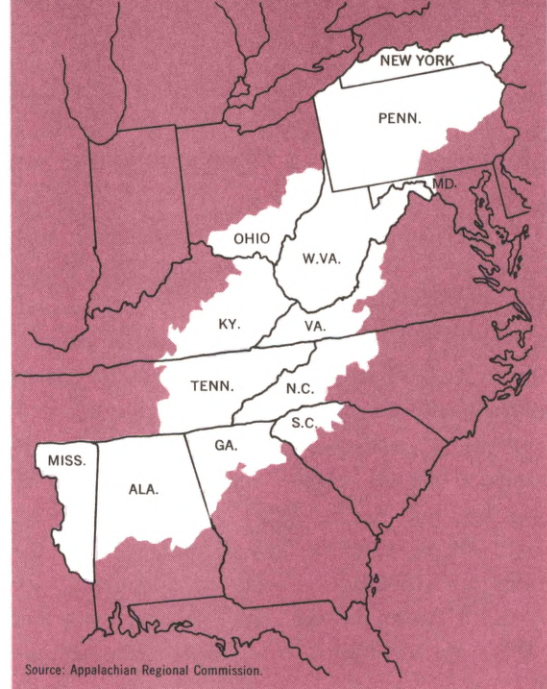 NEW YORK
PENN.
MD.
OHIO
W.VA.
KY.
VA.
TENN.
N.C.
S.C.
GA.
MISS.
ALA.
Source: Appalachian Regional Commission.